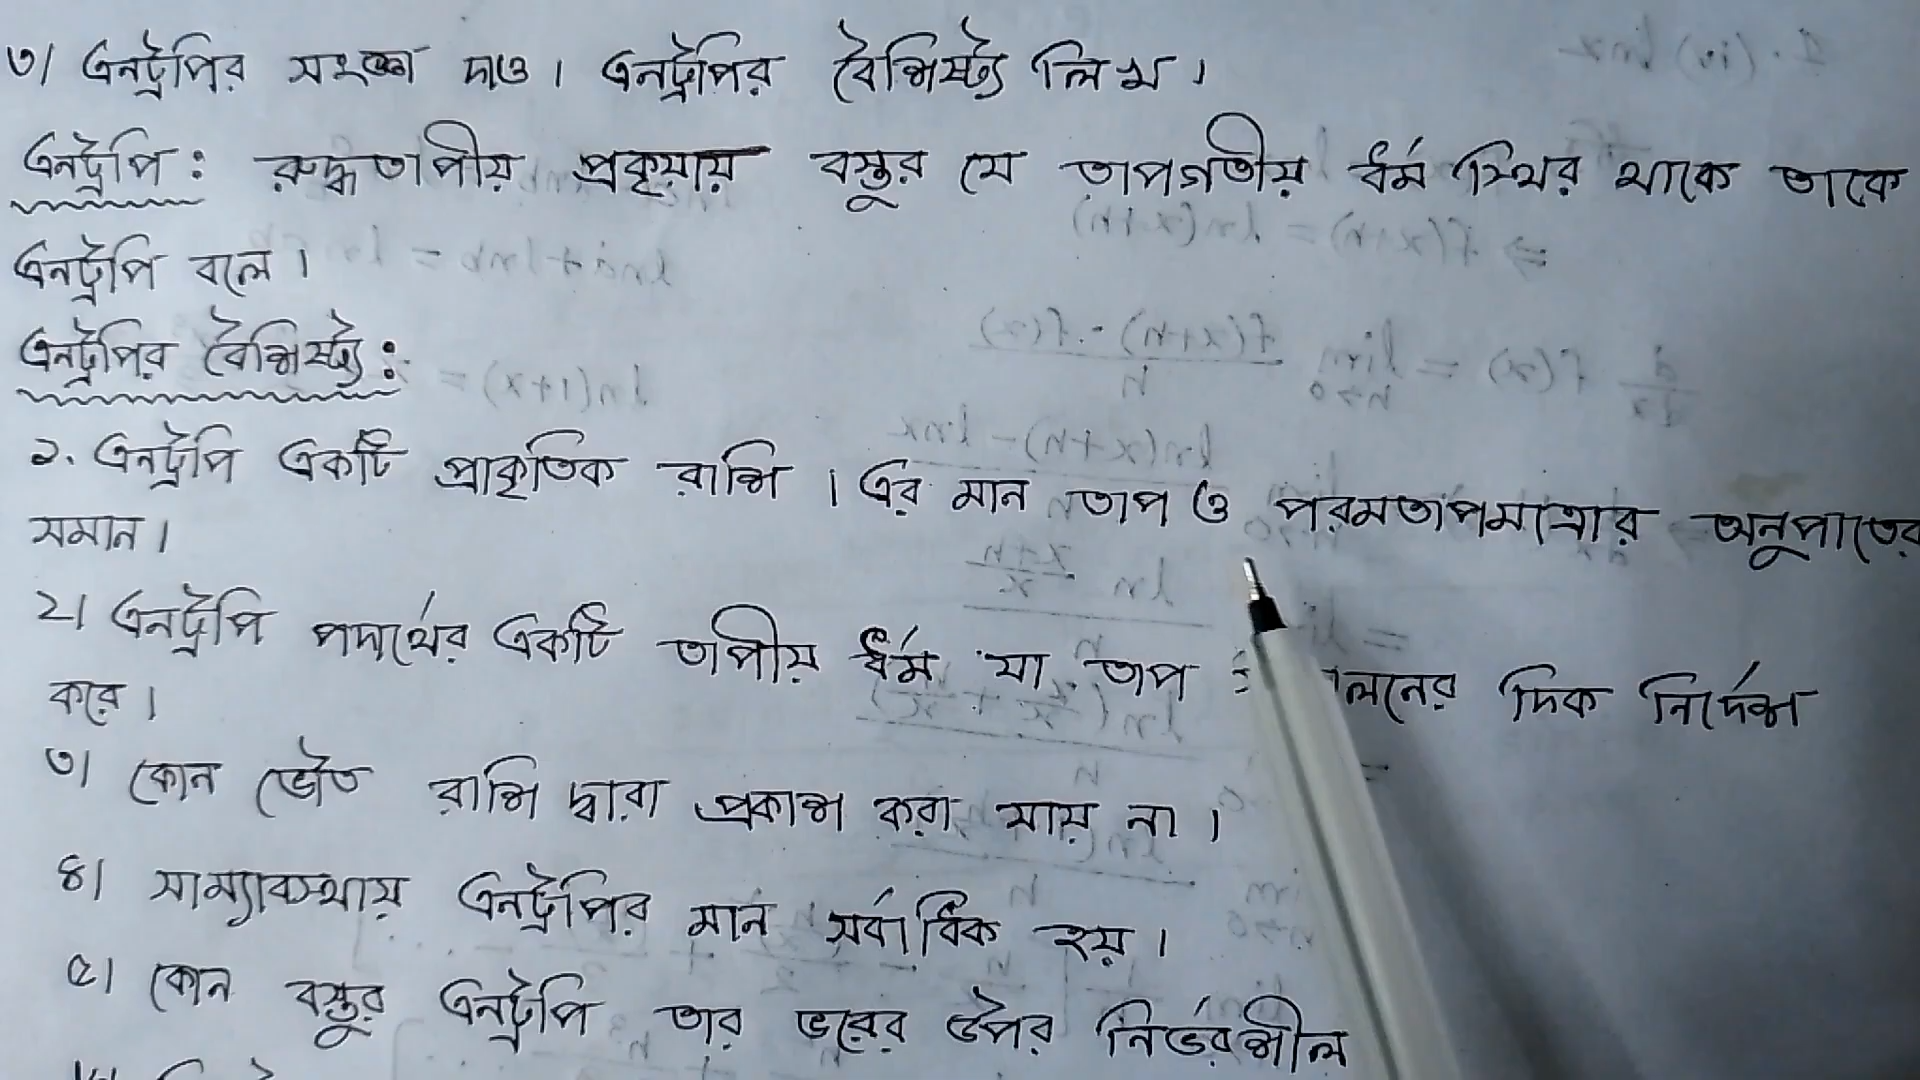 ৩। এনট্রপির সংজ্ঞা দাও। এনট্রপির বৈশিষ্ট্য লিখ।
এনট্রপি: রুদ্ধতাপীয় প্রকৃয়ায় বস্তুর যে তাপগতীয় ধর্ম স্থির থাকে তাকে
এনট্রপি বলে।
এনট্রপির বৈশিষ্ট্য:
১. এনট্রপি একটি প্রাকৃতিক রাশি। এর মান তাপ ও পরমতাপমাত্রার অনুপাতের
সমান।
২। এনট্রপি পদার্থের একটি তাপীয় ধর্ম যা তাপ লনের দিক নির্দেশ
করে।
৩। কোন ভৌত রাশি দ্বারা প্রকাশ করা যায় না।
৪। সাম্যাবস্থায় এনট্রপির মান সর্বাধিক হয়।
৫। কোন বস্তুর এনট্রপি তার ভরের উপর নির্ভরশীল